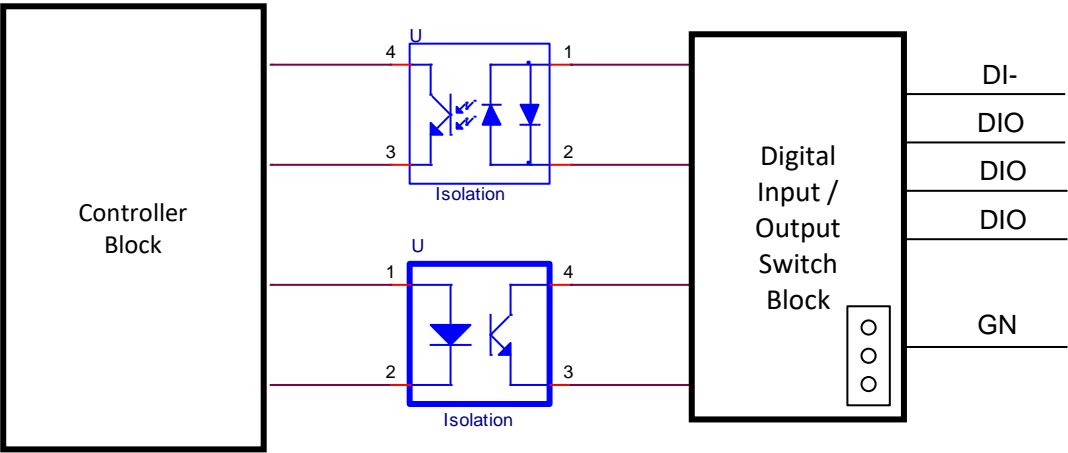 Controller
Block
U
4
1
3
2
Isolation
U
1
4
2
3
Isolation
Digital
Input /
Output
Switch
Block
DI-
DIO
DIO
DIO
GN